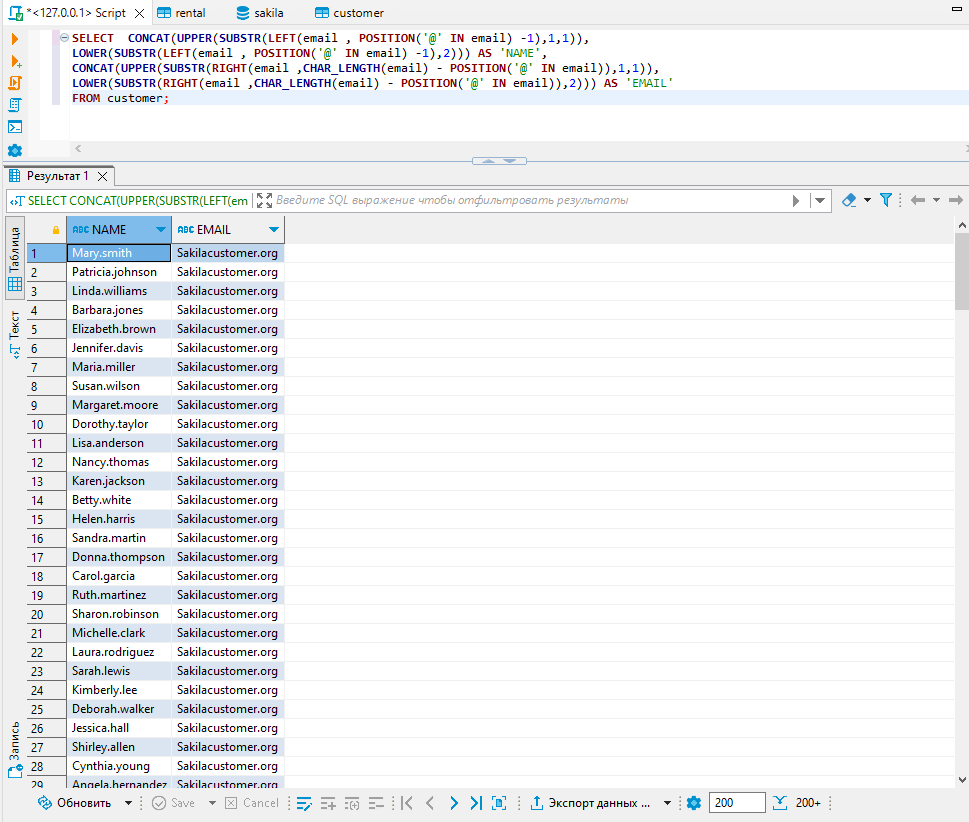 *<127.0.0.1> Script
rental
sakila
customer
SELECT  CONCAT(UPPER(SUBSTR(LEFT(email , POSITION('@' IN email) -1),1,1)),
LOWER(SUBSTR(LEFT(email , POSITION('@' IN email) -1),2))) AS 'NAME',
CONCAT(UPPER(SUBSTR(RIGHT(email ,CHAR_LENGTH(email) - POSITION('@' IN email)),1,1)),
LOWER(SUBSTR(RIGHT(email ,CHAR_LENGTH(email) - POSITION('@' IN email)),2))) AS 'EMAIL'
FROM customer;
Результат 1
SELECT CONCAT(UPPER(SUBSTR(LEFT(em
Введите SQL выражение чтобы отфильтровать результаты
Таблица
Текст
Запись
ABC NAME ABC EMAIL
1 Mary.smith Sakilacustomer.org
2 Patricia.johnson Sakilacustomer.org
3 Linda.williams Sakilacustomer.org
4 Barbara.jones Sakilacustomer.org
5 Elizabeth.brown Sakilacustomer.org
6 Jennifer.davis Sakilacustomer.org
7 Maria.miller Sakilacustomer.org
8 Susan.wilson Sakilacustomer.org
9 Margaret.moore Sakilacustomer.org
10 Dorothy.taylor Sakilacustomer.org
11 Lisa.anderson Sakilacustomer.org
12 Nancy.thomas Sakilacustomer.org
13 Karen.jackson Sakilacustomer.org
14 Betty.white Sakilacustomer.org
15 Helen.harris Sakilacustomer.org
16 Sandra.martin Sakilacustomer.org
17 Donna.thompson Sakilacustomer.org
18 Carol.garcia Sakilacustomer.org
19 Ruth.martinez Sakilacustomer.org
20 Sharon.robinson Sakilacustomer.org
21 Michelle.clark Sakilacustomer.org
22 Laura.rodriguez Sakilacustomer.org
23 Sarah.lewis Sakilacustomer.org
24 Kimberly.lee Sakilacustomer.org
25 Deborah.walker Sakilacustomer.org
26 Jessica.hall Sakilacustomer.org
27 Shirley.allen Sakilacustomer.org
28 Cynthia.young Sakilacustomer.org
29 Angela.hernandez Sakilacustomer.org
Обновить
Save
Cancel
Экспорт данных ...
200
200+